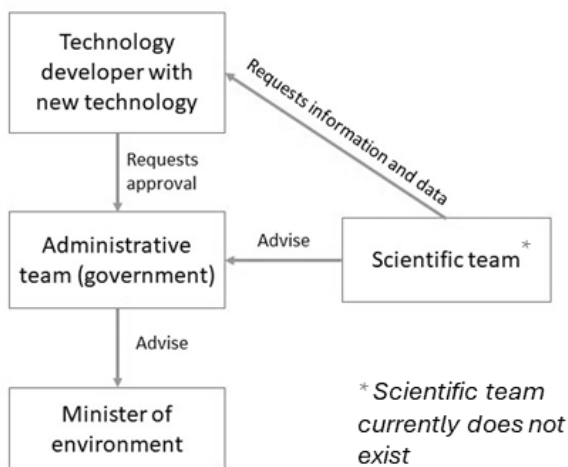 Technology
developer with
new technology
Requests information and data
Requests
approval
Administrative
team (government)
Advise
Scientific team*
Advise
Minister of
environment
* Scientific team
currently does not
exist